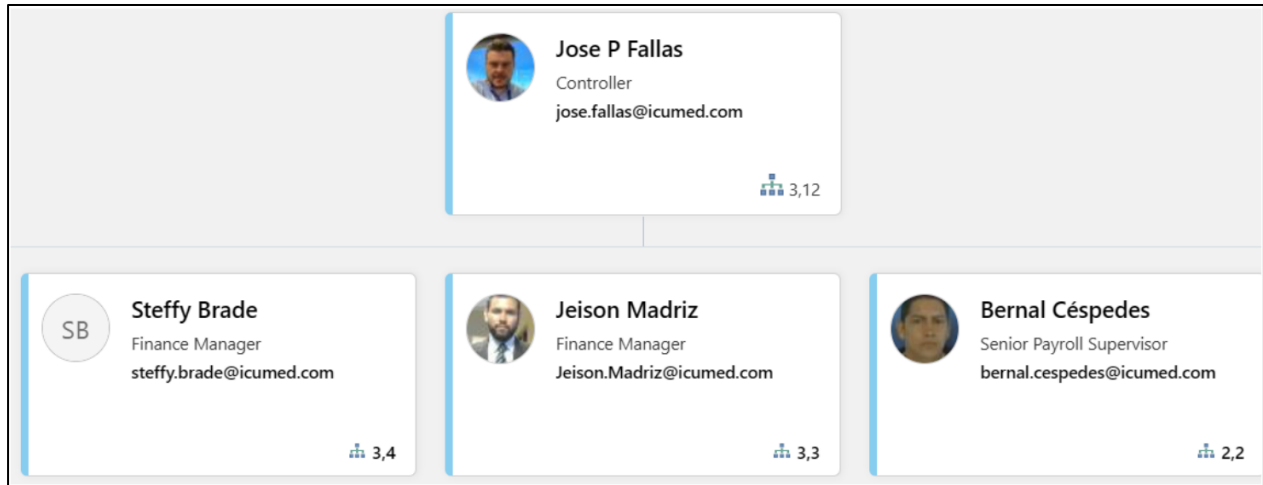 Jose P Fallas
Controller
jose.fallas@icumed.com
3,12
SB
Steffy Brade
Finance Manager
steffy.brade@icumed.com
3,4
Jeison Madriz
Finance Manager
Jeison.Madriz@icumed.com
3,3
Bernal Céspedes
Senior Payroll Supervisor
bernal.cespedes@icumed.com
2,2